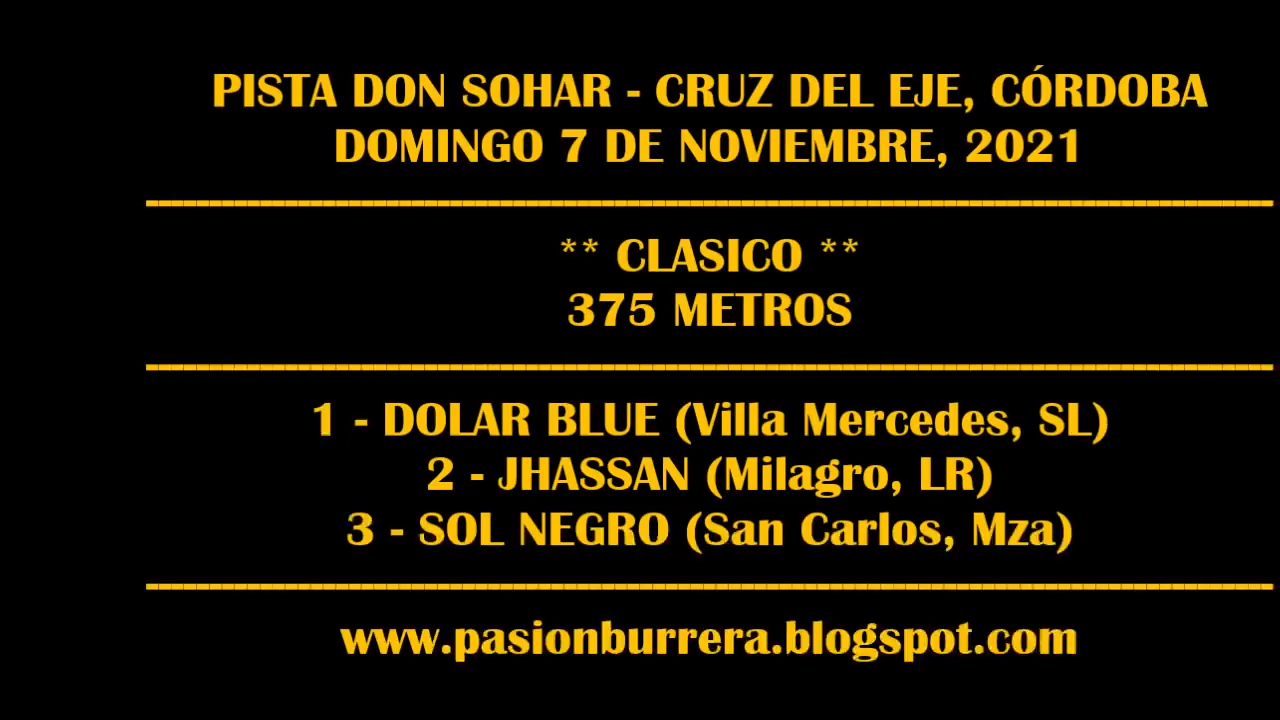 PISTA DON SOHAR - CRUZ DEL EJE, CÓRDOBA
DOMINGO 7 DE NOVIEMBRE, 2021
** CLASICO **
375 METROS
1 - DOLAR BLUE (Villa Mercedes, SL)
2 - JHASSAN (Milagro, LR)
3 - SOL NEGRO (San Carlos, Mza)
www.pasionburrera.blogspot.com